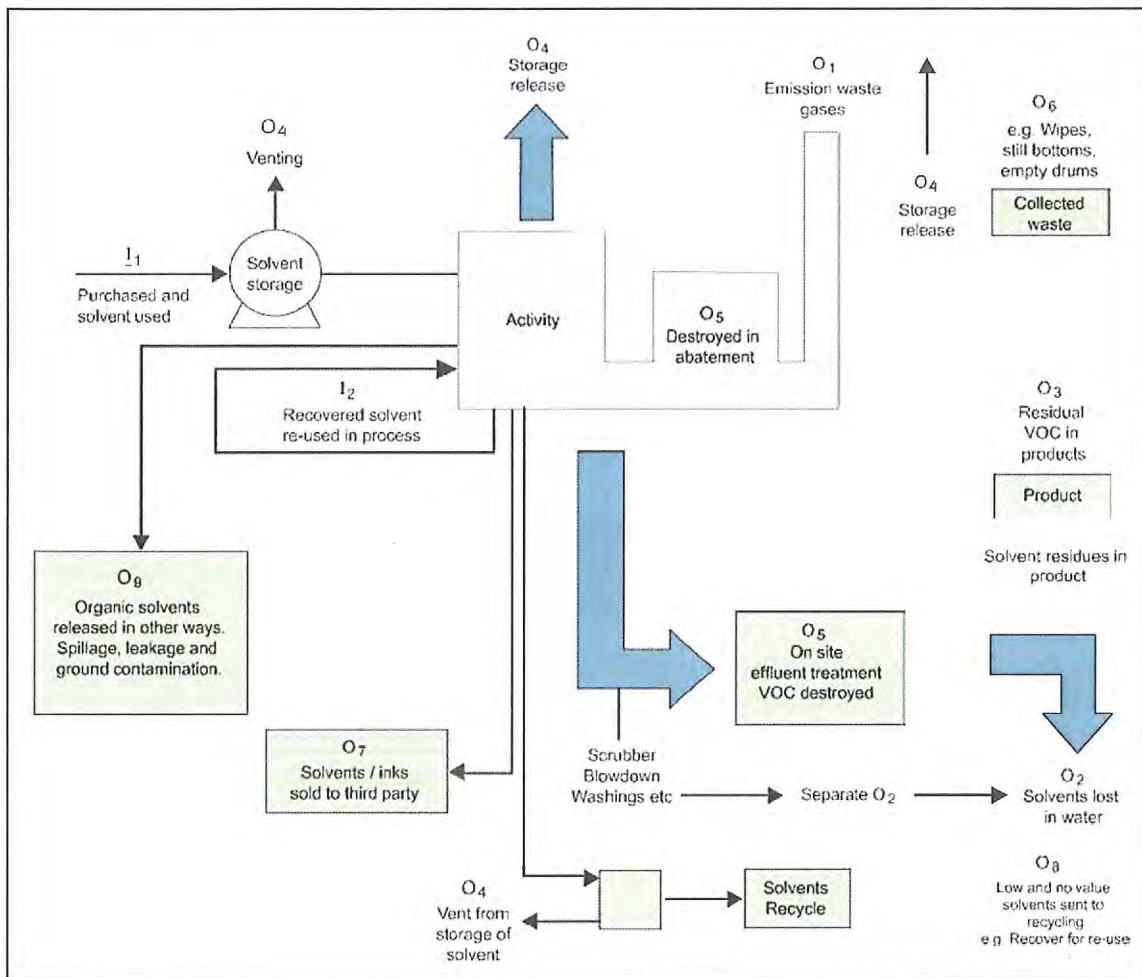 O4
Storage
release
O1
Emission waste
gases
O6
e.g. Wipes,
still bottoms,
empty drums
Collected
waste
O4
Venting
O4
Storage
release
I1
Purchased and
solvent used
Solvent
storage
Activity
O5
Destroyed in
abatement
I2
Recovered solvent
re-used in process
O3
Residual
VOC in
products
Product
Solvent residues in
product
O9
Organic solvents
released in other ways.
Spillage, leakage and
ground contamination.
O5
On site
effluent treatment
VOC destroyed
O7
Solvents / inks
sold to third party
Scrubber
Blowdown
Washings etc
Separate O2
O2
Solvents lost
in water
O4
Vent from
storage of
solvent
Solvents
Recycle
O8
Low and no value
solvents sent to
recycling
e.g. Recover for re-use